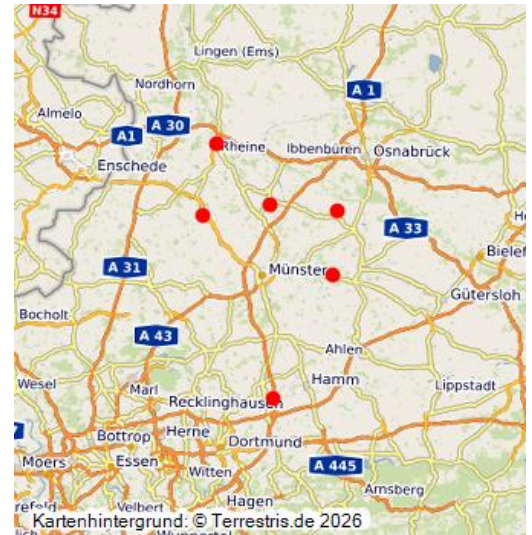 N34
Lingen (Ems)
Nordhorn
A 1
Almelo
A1
A 30
Rheine
Ibbenbüren
Osnabrück
Enschede
A 33
Bielef
A 31
Münster
Gütersloh
Bocholt
A 43
Ahlen
Wesel
Marl
Hamm
Lippstadt
Recklinghausen
Bottrop
Herne
Dortmund
Moers
Essen
Witten
A 445
Arnsberg
Hagen
refeld
Velbert
Kartenhintergrund: © Terrestris.de 2026